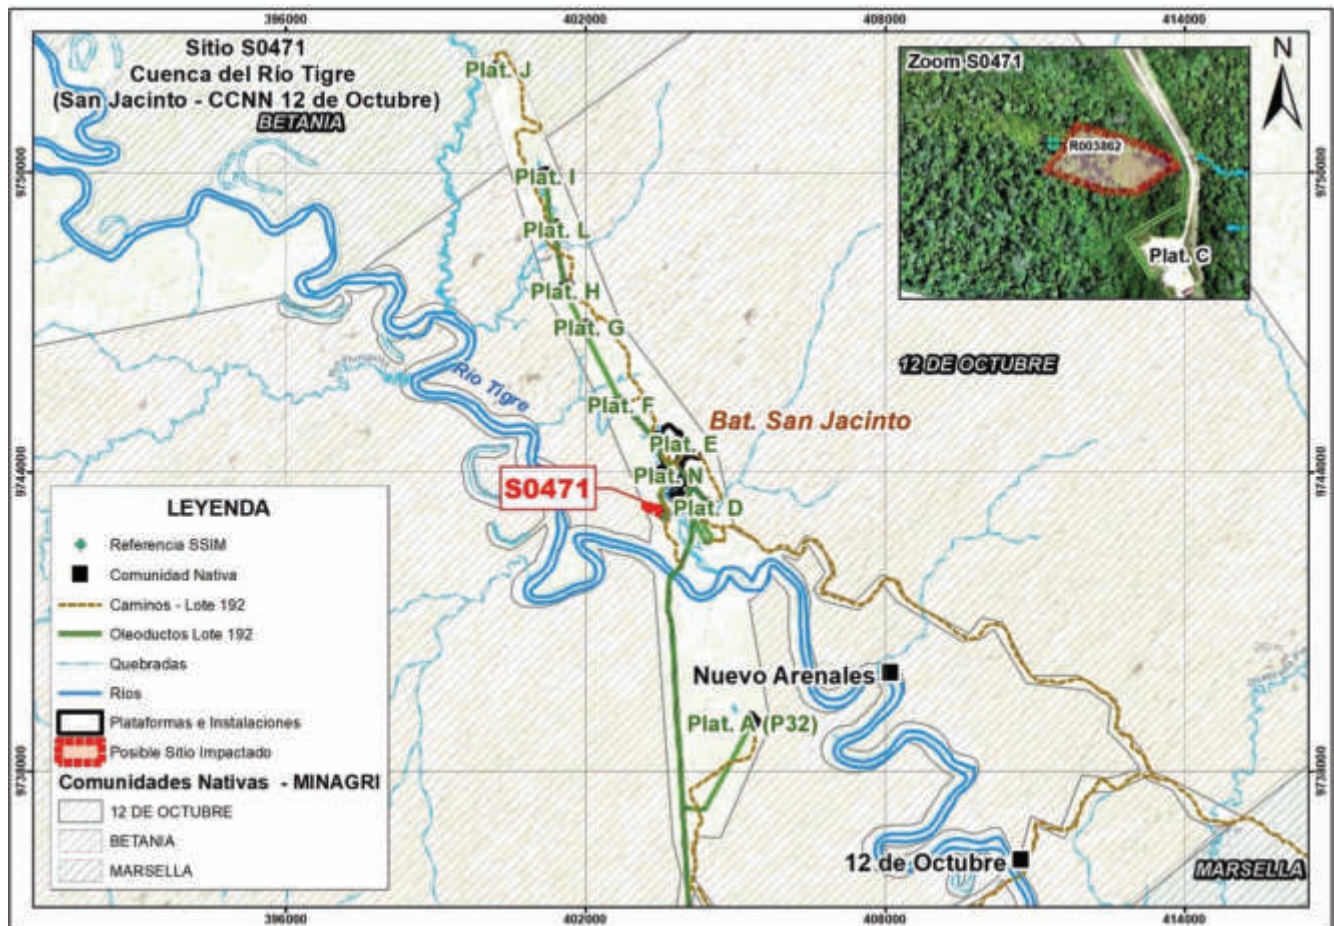 396000
402000
408000
414000
Sitio S0471
Cuenca del Río Tigre
(San Jacinto - CCNN 12 de Octubre)
BETANIA
Plat. J
Zoom S0471
N
R003862
Plat. C
9750000
9750000
Plat. I
Plat. L
Plat. H
Plat. G
12 DE OCTUBRE
Río Tigre
Plat. F
Bat. San Jacinto
Plat. E
Plat. N
9744000
9744000
S0471
Plat. D
LEYENDA
Referencia SSIM
Comunidad Nativa
Caminos - Lote 192
Oleoductos Lote 192
Quebradas
Ríos
Plataformas e Instalaciones
Posible Sitio Impactado
Comunidades Nativas - MINAGRI
12 DE OCTUBRE
BETANIA
MARSELLA
Nuevo Arenales
Plat. A (P32)
9738000
9738000
12 de Octubre
MARSELLA
396000
402000
408000
414000